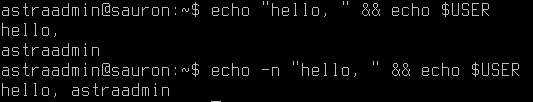 astraadmin@sauron:~$ echo "hello, " && echo $USER
hello,
astraadmin
astraadmin@sauron:~$ echo -n "hello, " && echo $USER
hello, astraadmin